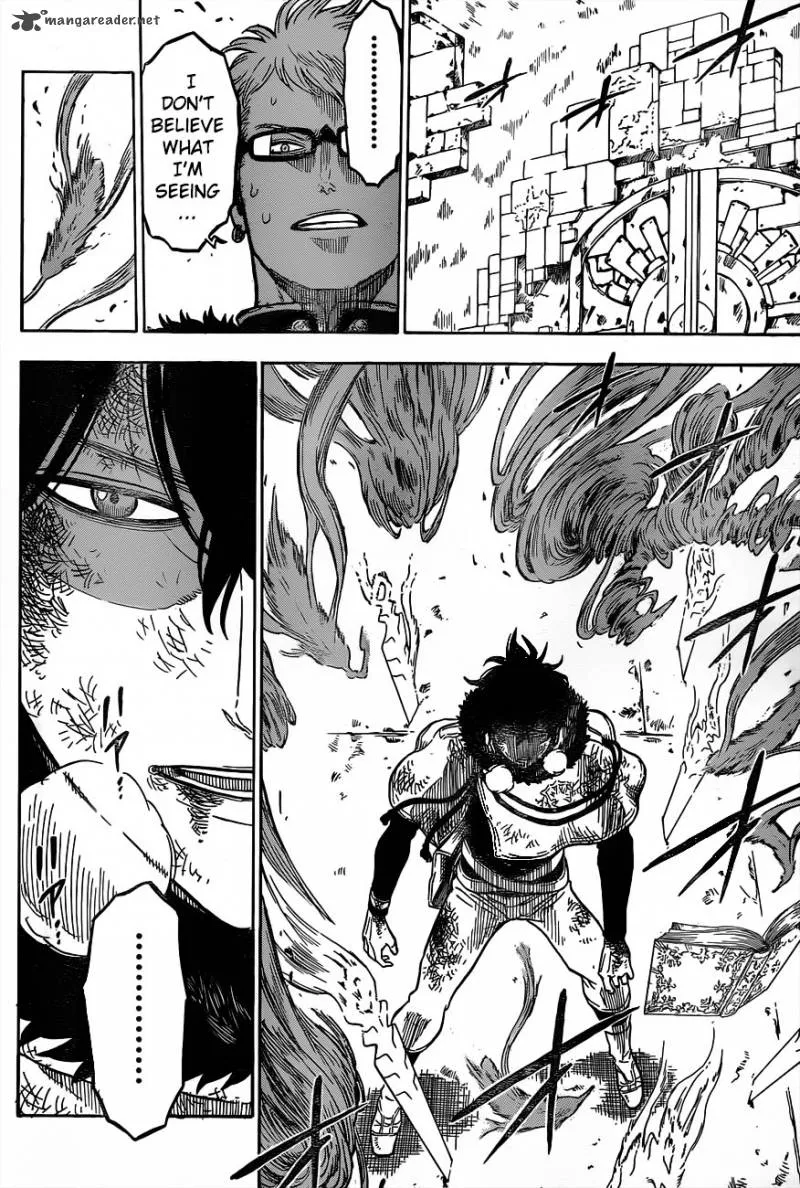 mangareader.net
..........
I
DON'T
BELIEVE
WHAT
I'M
SEEING
...
............